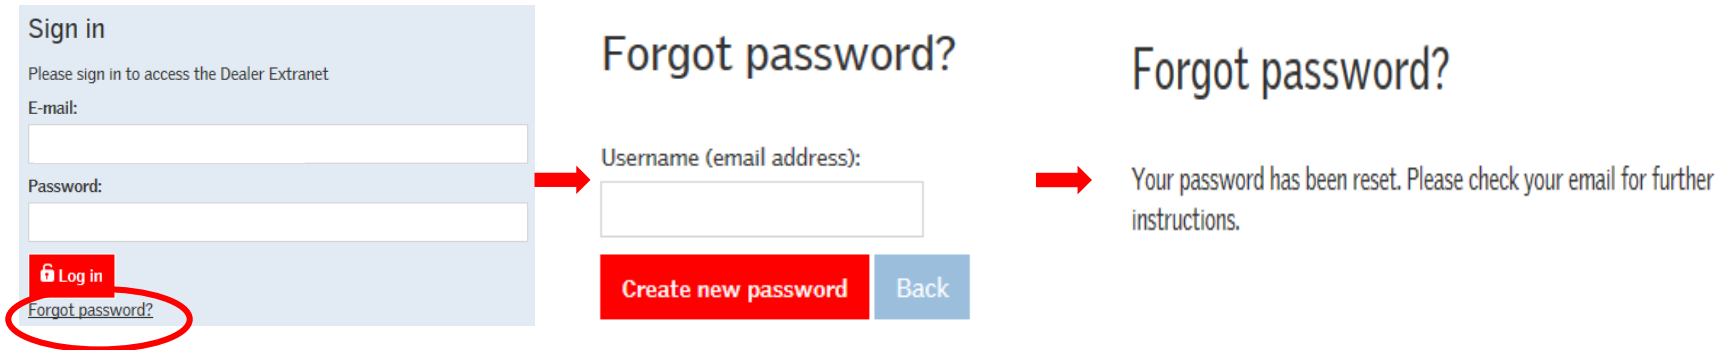 Sign in
Please sign in to access the Dealer Extranet
E-mail:
Password:
Log in
Forgot password?
Forgot password?
Username (email address):
Create new password
Back
Forgot password?
Your password has been reset. Please check your email for further
instructions.